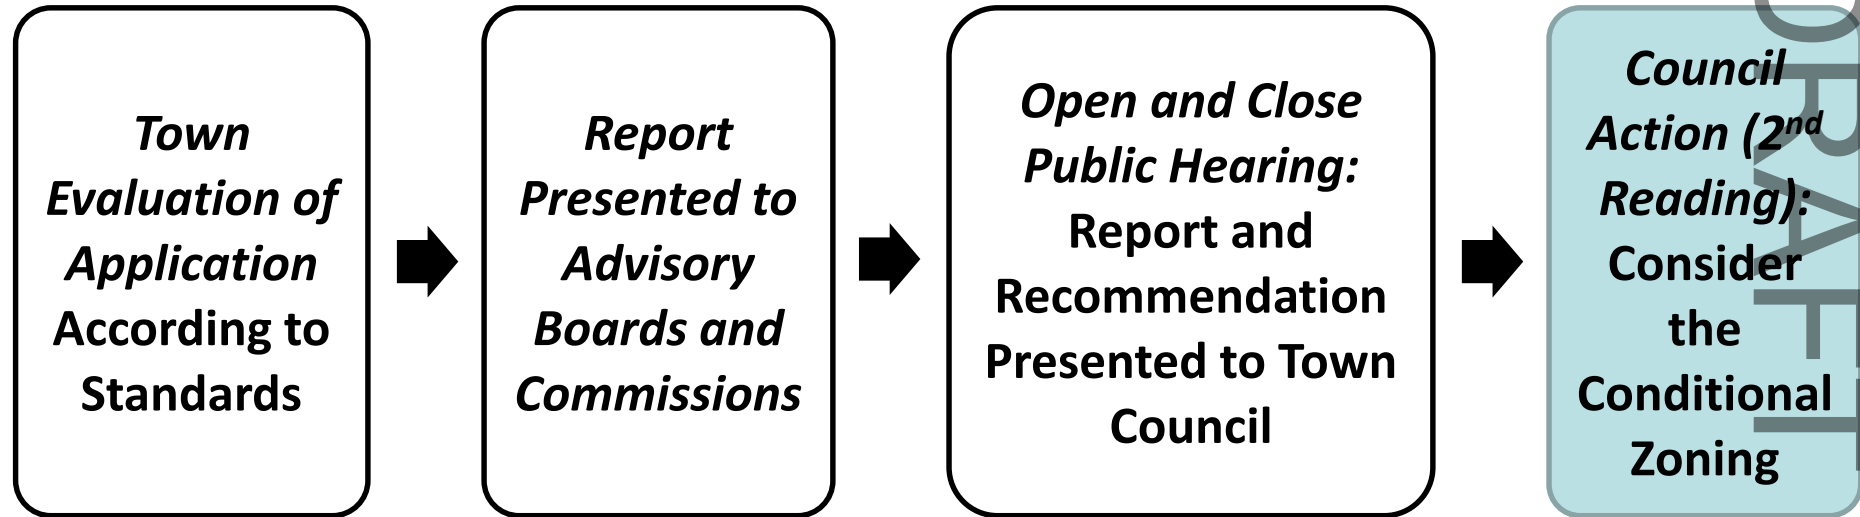 Town
Evaluation of
Application
According to
Standards
Report
Presented to
Advisory
Boards and
Commissions
Open and Close
Public Hearing:
Report and
Recommendation
Presented to Town
Council
Council
Action (2nd
Reading):
Consider
the
Conditional
Zoning
DRAFT